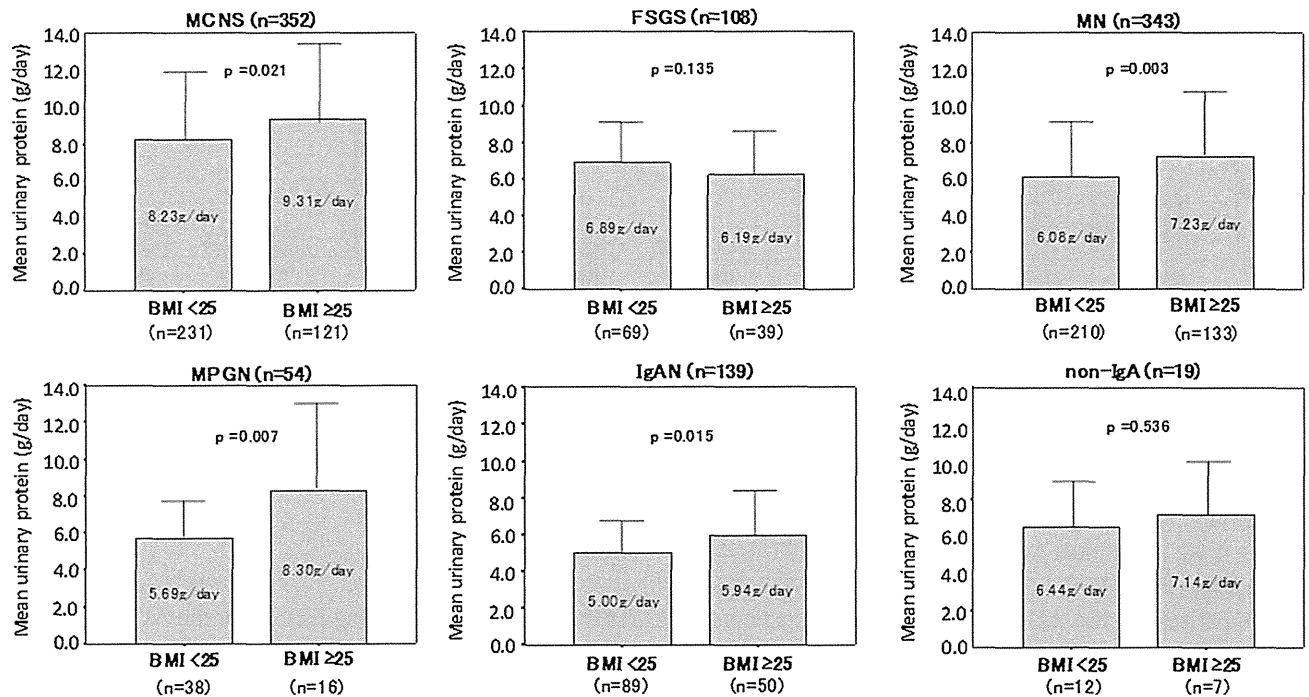 MCNS (n=352)
Mean urinary protein (g/day)
14.0
12.0
10.0
8.0
6.0
4.0
2.0
0.0
p =0.021
8.23g/day
9.31g/day
BMI <25
BMI ≥25
(n=231)
(n=121)
FSGS (n=108)
Mean urinary protein (g/day)
14.0
12.0
10.0
8.0
6.0
4.0
2.0
0.0
p =0.135
6.89g/day
6.19g/day
BMI <25
BMI ≥25
(n=69)
(n=39)
MN (n=343)
Mean urinary protein (g/day)
14.0
12.0
10.0
8.0
6.0
4.0
2.0
0.0
p =0.003
6.08g/day
7.23g/day
BMI <25
BMI ≥25
(n=210)
(n=133)
MPGN (n=54)
Mean urinary protein (g/day)
14.0
12.0
10.0
8.0
6.0
4.0
2.0
0.0
p =0.007
5.69g/day
8.30g/day
BMI <25
BMI ≥25
(n=38)
(n=16)
IgAN (n=139)
Mean urinary protein (g/day)
14.0
12.0
10.0
8.0
6.0
4.0
2.0
0.0
p =0.015
5.00g/day
5.94g/day
BMI <25
BMI ≥25
(n=89)
(n=50)
non-IgA (n=19)
Mean urinary protein (g/day)
14.0
12.0
10.0
8.0
6.0
4.0
2.0
0.0
p =0.536
6.44g/day
7.14g/day
BMI <25
BMI ≥25
(n=12)
(n=7)